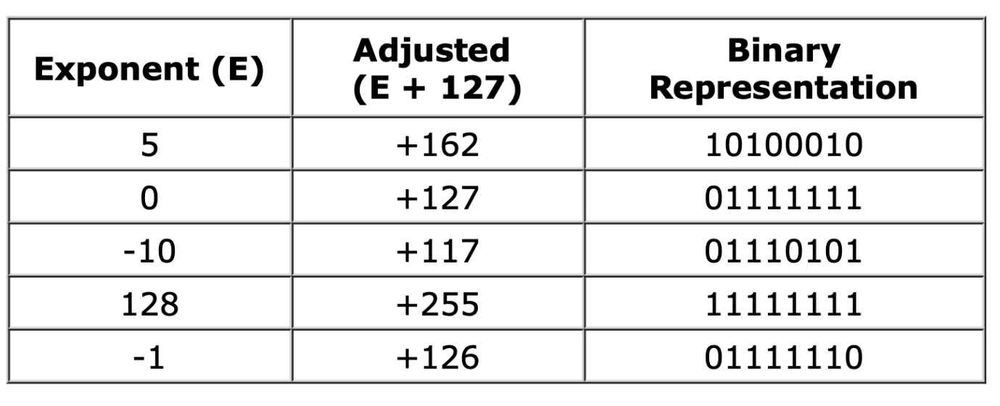 Exponent (E) Adjusted (E + 127) Binary Representation
5 +162 10100010
0 +127 01111111
-10 +117 01110101
128 +255 11111111
-1 +126 01111110